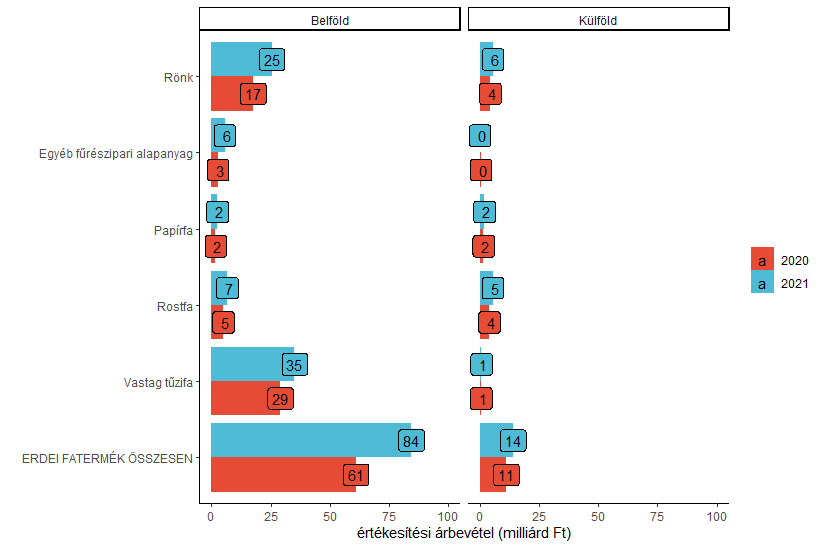 Belföld
Külföld
Rönk
25
17
6
4
Egyéb fűrészipari alapanyag
6
3
0
0
Papírfa
2
2
2
2
Rostfa
7
5
5
4
Vastag tűzifa
35
29
1
1
ERDEI FATERMÉK ÖSSZESEN
84
61
14
11
0 25 50 75 100
0 25 50 75 100
értékesítési árbevétel (milliárd Ft)
a 2020
a 2021